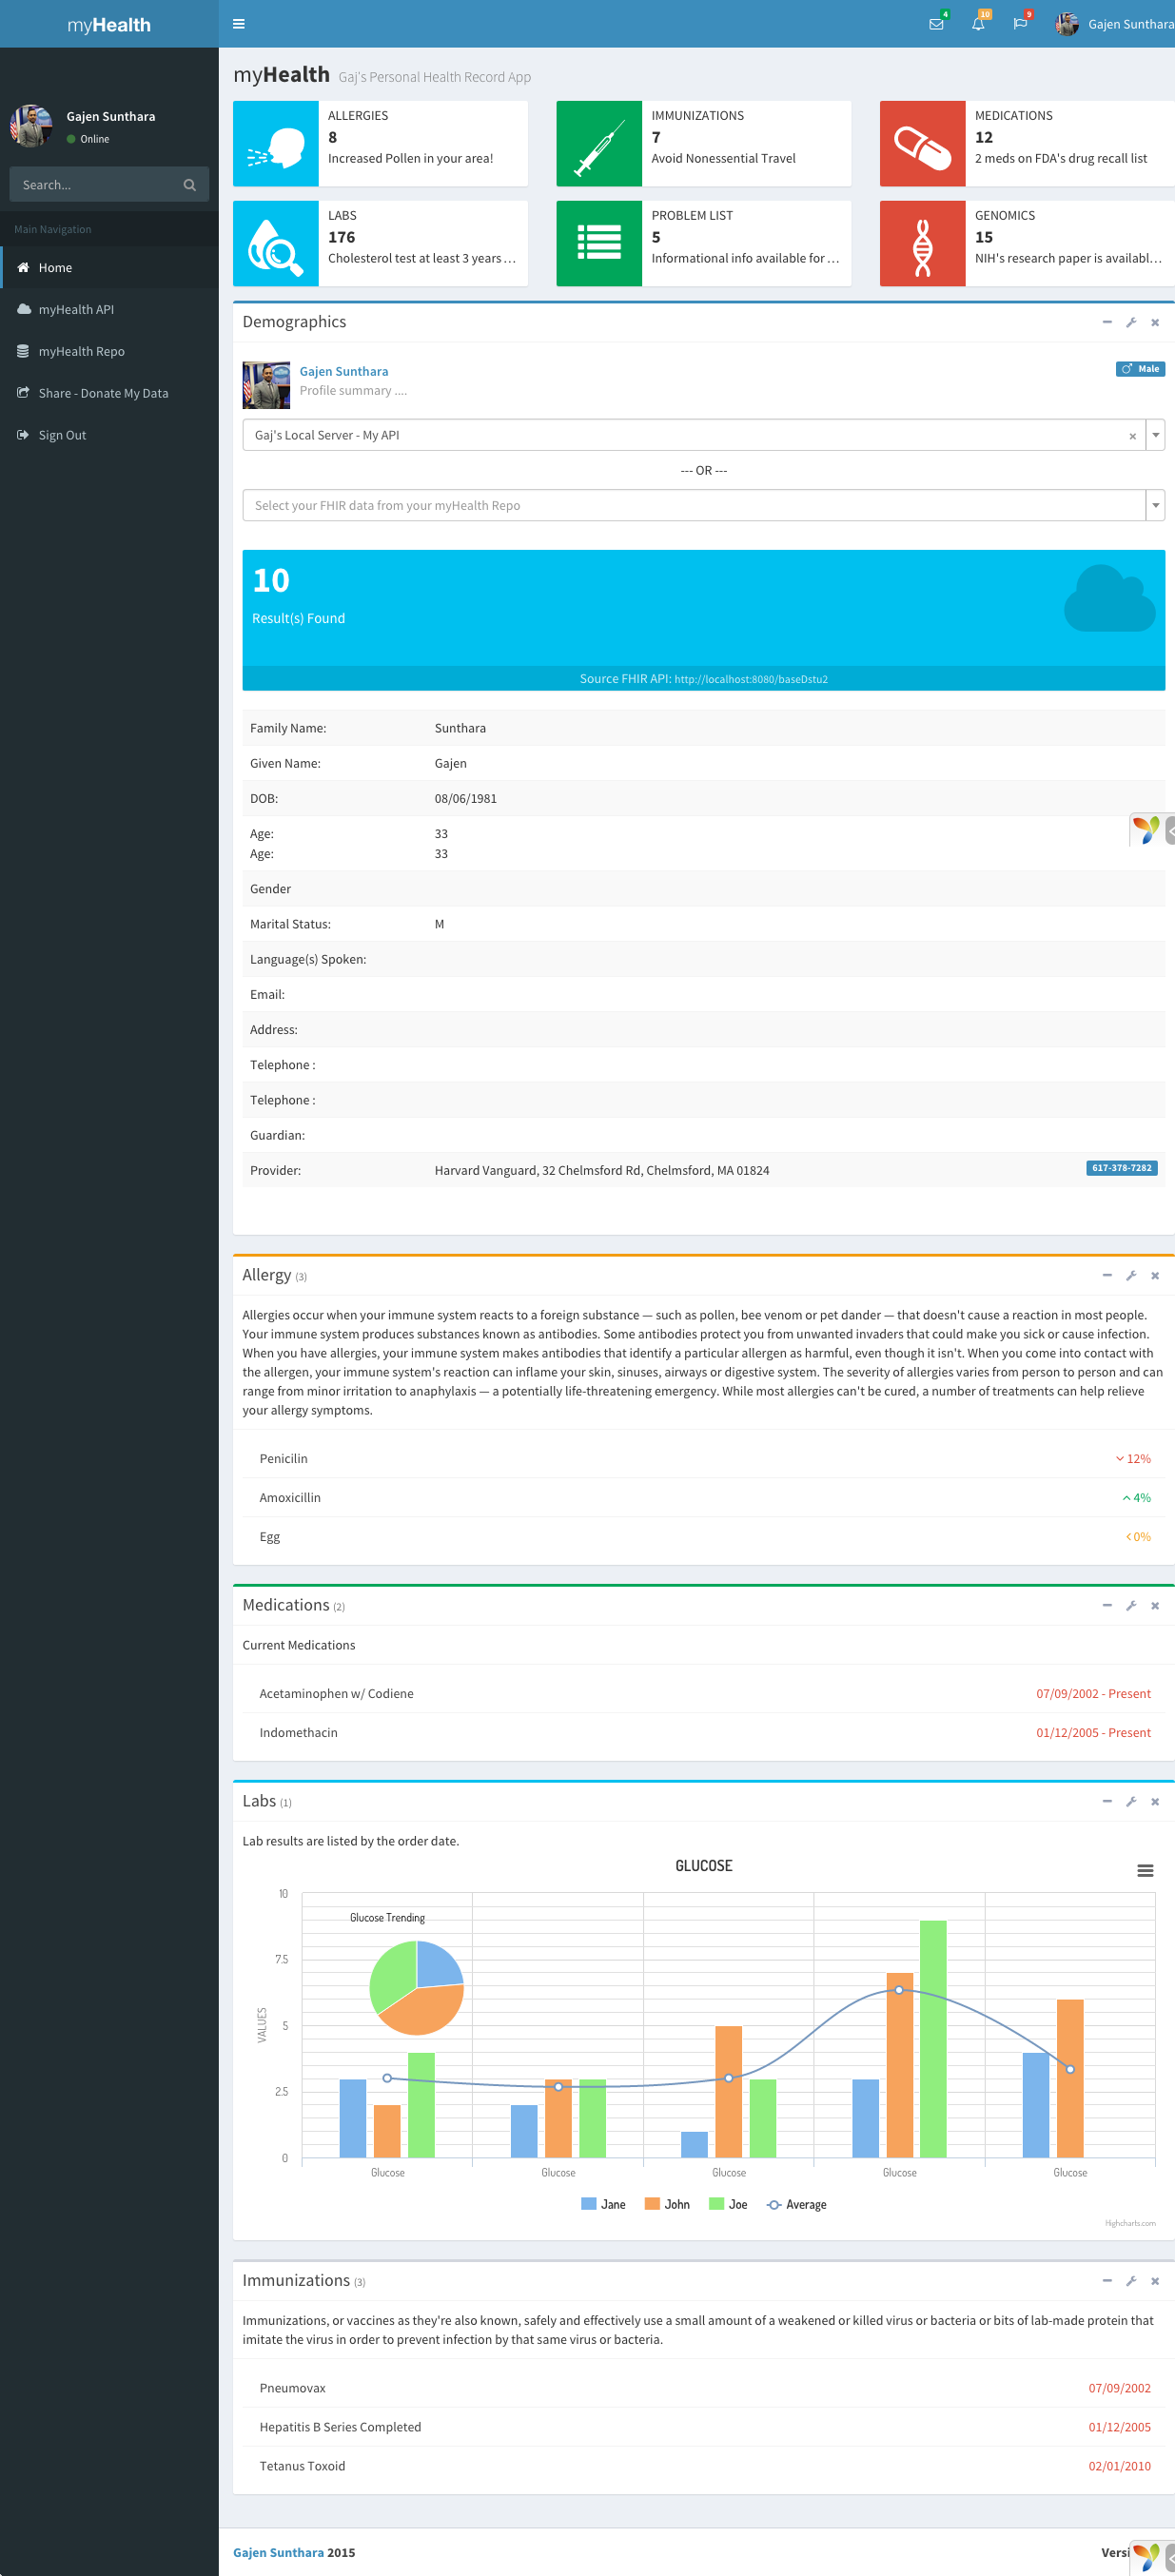 myHealth
4
10
9
Gajen Sunthara
Gajen Sunthara
Online
Search...
Main Navigation
Home
myHealth API
myHealth Repo
Share - Donate My Data
Sign Out
myHealth Gaj's Personal Health Record App
ALLERGIES
8
Increased Pollen in your area!
IMMUNIZATIONS
7
Avoid Nonessential Travel
MEDICATIONS
12
2 meds on FDA's drug recall list
LABS
176
Cholesterol test at least 3 years ...
PROBLEM LIST
5
Informational info available for ...
GENOMICS
15
NIH's research paper is availabl...
Demographics
Gajen Sunthara
Profile summary ....
Male
Gaj's Local Server - My API
--- OR ---
Select your FHIR data from your myHealth Repo
10
Result(s) Found
Source FHIR API: http://localhost:8080/baseDstu2
Family Name: Sunthara
Given Name: Gajen
DOB: 08/06/1981
Age: 33
Age: 33
Gender
Marital Status: M
Language(s) Spoken:
Email:
Address:
Telephone :
Telephone :
Guardian:
Provider: Harvard Vanguard, 32 Chelmsford Rd, Chelmsford, MA 01824 617-378-7282
Allergy (3)
Allergies occur when your immune system reacts to a foreign substance — such as pollen, bee venom or pet dander — that doesn't cause a reaction in most people.
Your immune system produces substances known as antibodies. Some antibodies protect you from unwanted invaders that could make you sick or cause infection.
When you have allergies, your immune system makes antibodies that identify a particular allergen as harmful, even though it isn't. When you come into contact with
the allergen, your immune system's reaction can inflame your skin, sinuses, airways or digestive system. The severity of allergies varies from person to person and can
range from minor irritation to anaphylaxis — a potentially life-threatening emergency. While most allergies can't be cured, a number of treatments can help relieve
your allergy symptoms.
Penicilin 12%
Amoxicillin 4%
Egg 0%
Medications (2)
Current Medications
Acetaminophen w/ Codiene 07/09/2002 - Present
Indomethacin 01/12/2005 - Present
Labs (1)
Lab results are listed by the order date.
GLUCOSE
Glucose Trending
VALUES
10
7.5
5
2.5
0
Glucose Glucose Glucose Glucose Glucose
Jane John Joe Average
Highcharts.com
Immunizations (3)
Immunizations, or vaccines as they're also known, safely and effectively use a small amount of a weakened or killed virus or bacteria or bits of lab-made protein that
imitate the virus in order to prevent infection by that same virus or bacteria.
Pneumovax 07/09/2002
Hepatitis B Series Completed 01/12/2005
Tetanus Toxoid 02/01/2010
Gajen Sunthara 2015